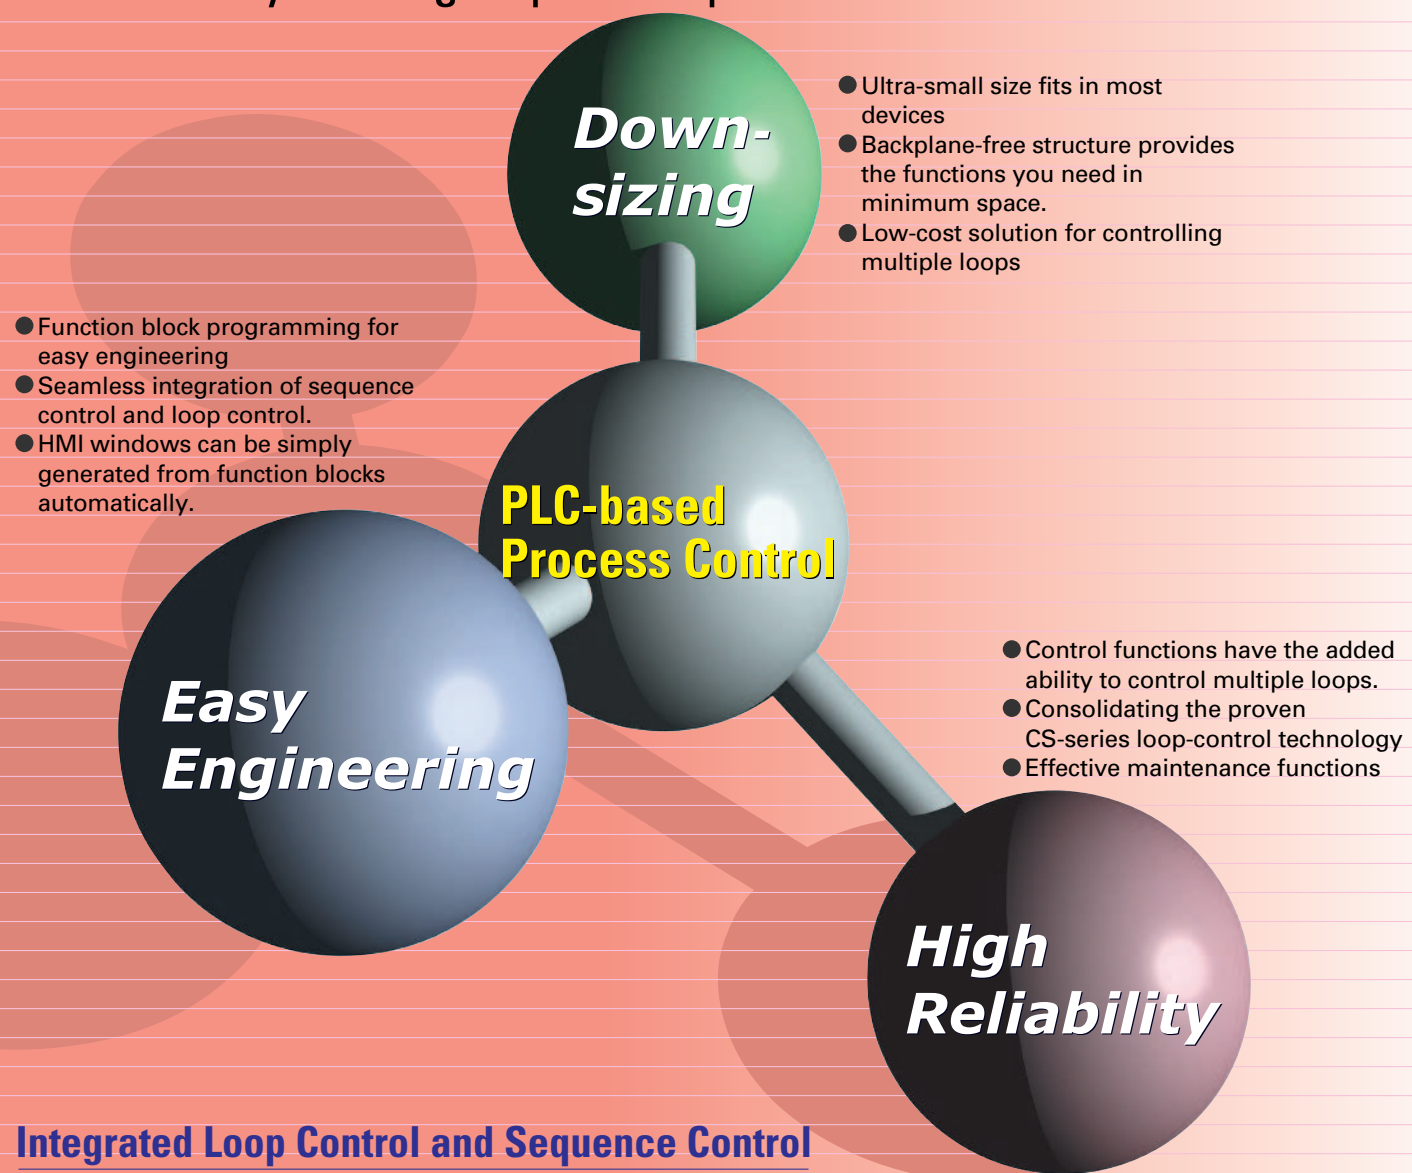 Down-
sizing
● Ultra-small size fits in most
devices
● Backplane-free structure provides
the functions you need in
minimum space.
● Low-cost solution for controlling
multiple loops
● Function block programming for
easy engineering
● Seamless integration of sequence
control and loop control.
● HMI windows can be simply
generated from function blocks
automatically.
PLC-based
Process Control
Easy
Engineering
● Control functions have the added
ability to control multiple loops.
● Consolidating the proven
CS-series loop-control technology
● Effective maintenance functions
High
Reliability
Integrated Loop Control and Sequence Control